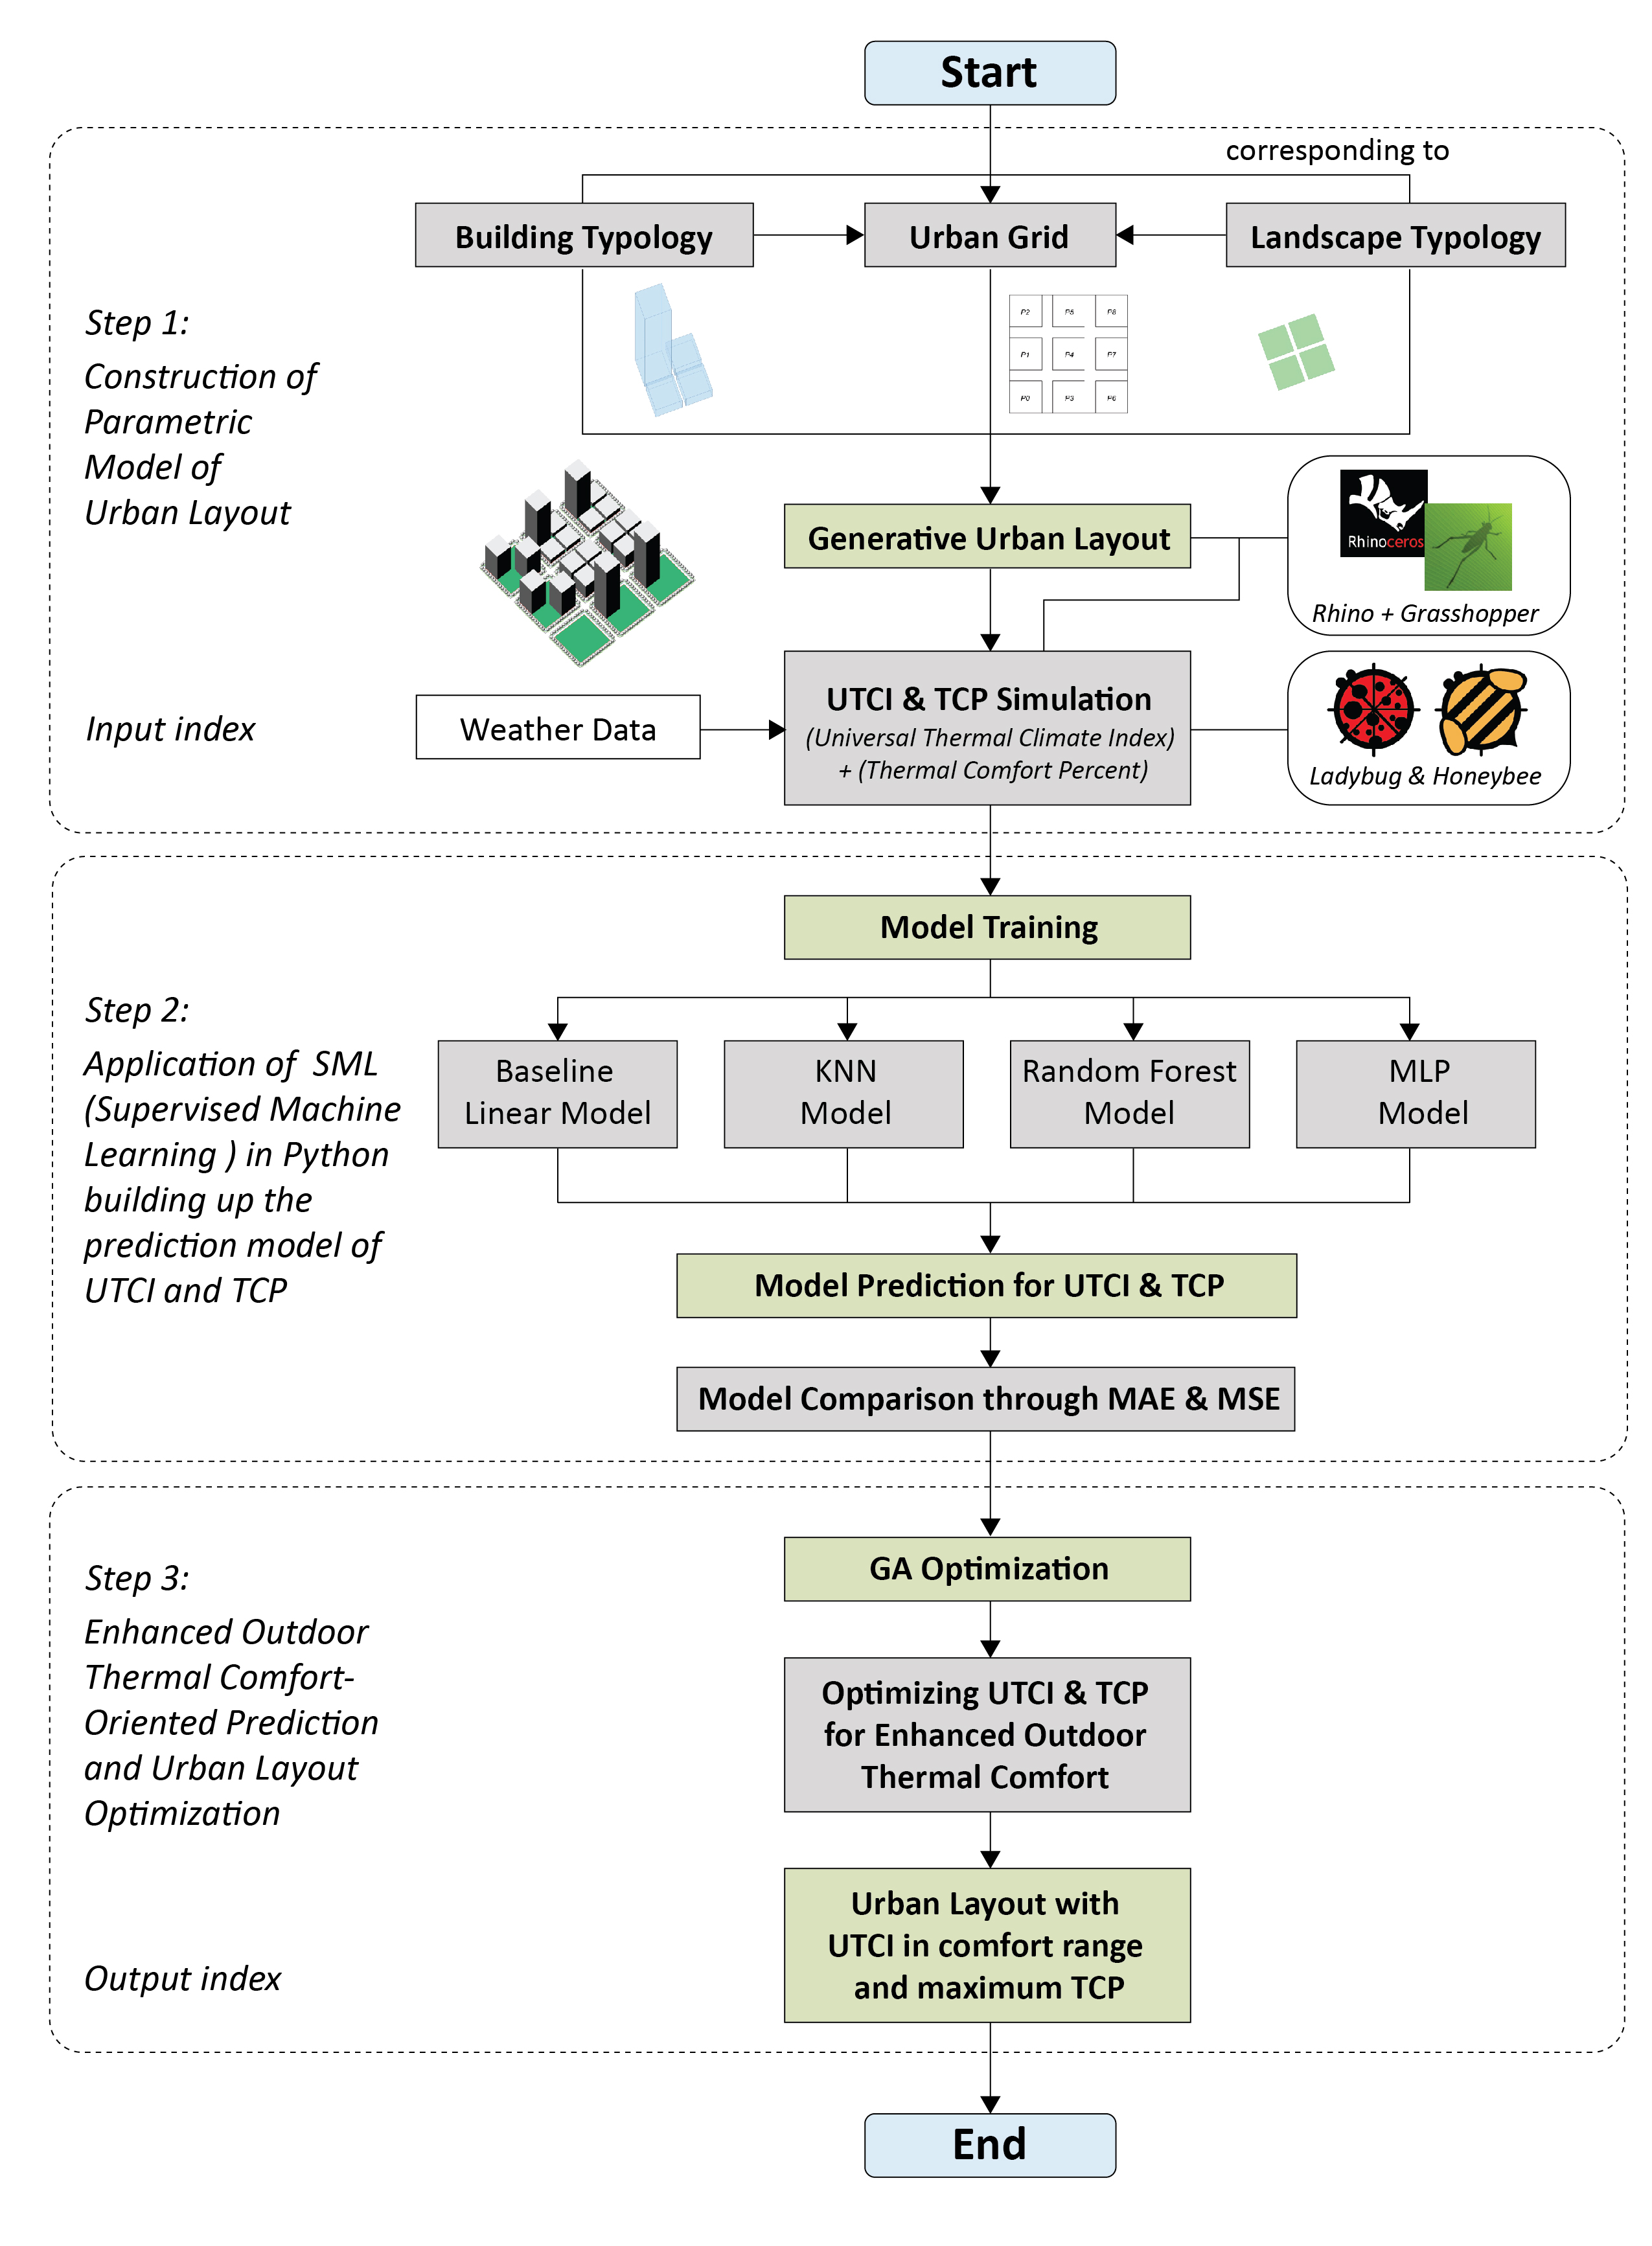 Start
corresponding to
Building Typology
Urban Grid
Landscape Typology
Step 1:
Construction of
Parametric
Model of
Urban Layout
P2
P5
P8
P1
P4
P7
P0
P3
P6
Generative Urban Layout
Rhinoceros
Rhino + Grasshopper
Input index
Weather Data
UTCI & TCP Simulation
(Universal Thermal Climate Index)
+ (Thermal Comfort Percent)
Ladybug & Honeybee
Model Training
Step 2:
Application of SML
(Supervised Machine
Learning ) in Python
building up the
prediction model of
UTCI and TCP
Baseline
Linear Model
KNN
Model
Random Forest
Model
MLP
Model
Model Prediction for UTCI & TCP
Model Comparison through MAE & MSE
Step 3:
Enhanced Outdoor
Thermal Comfort-
Oriented Prediction
and Urban Layout
Optimization
GA Optimization
Optimizing UTCI & TCP
for Enhanced Outdoor
Thermal Comfort
Output index
Urban Layout with
UTCI in comfort range
and maximum TCP
End